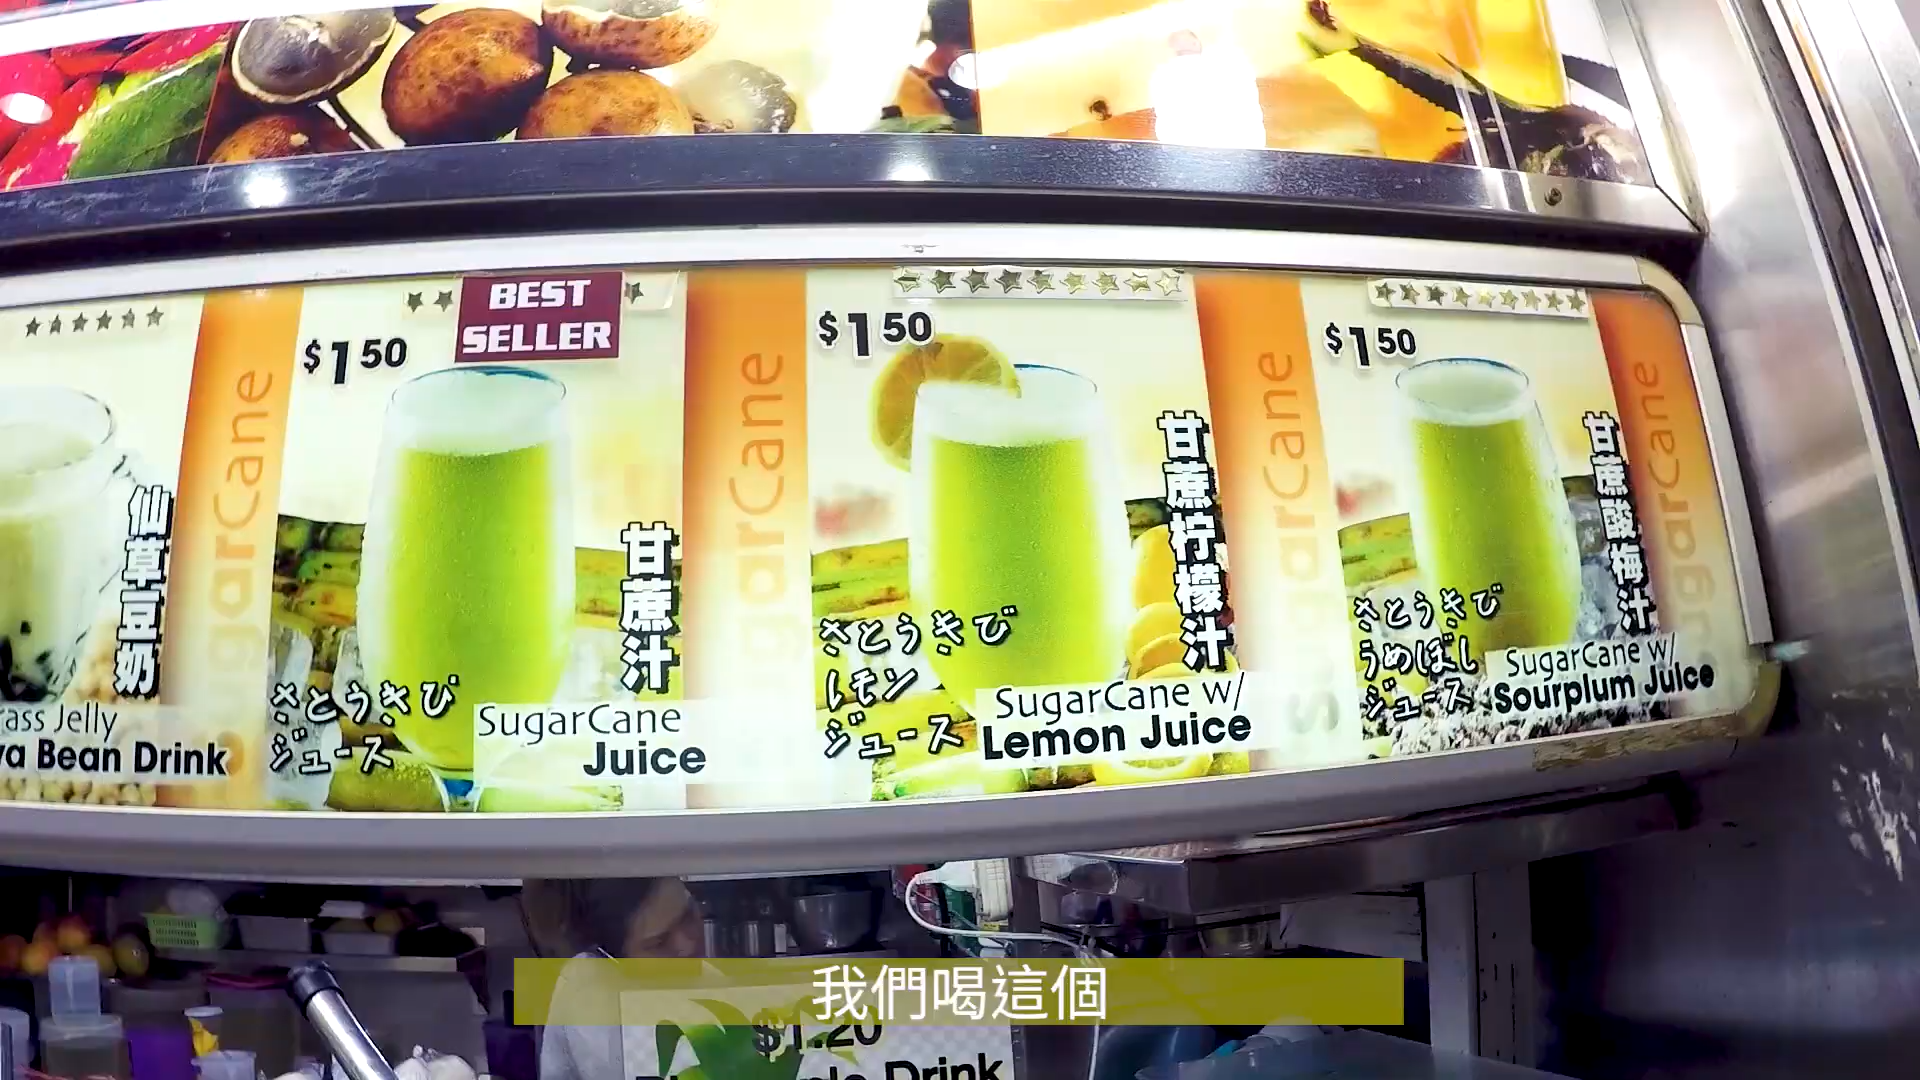 仙草豆奶
Jelly
Bean Drink
SugarCane
$1 50
BEST
SELLER
甘蔗汁
さとうきび
ジュース
SugarCane
Juice
SugarCane
$1 50
甘蔗柠檬汁
さとうきび
レモン
ジュース
SugarCane w/
Lemon Juice
SugarCane
$1 50
甘蔗酸梅汁
さとうきび
うめぼし
ジュース
SugarCane w/
Sourplum Juice
SugarCane
我們喝這個
$1.20
Drink